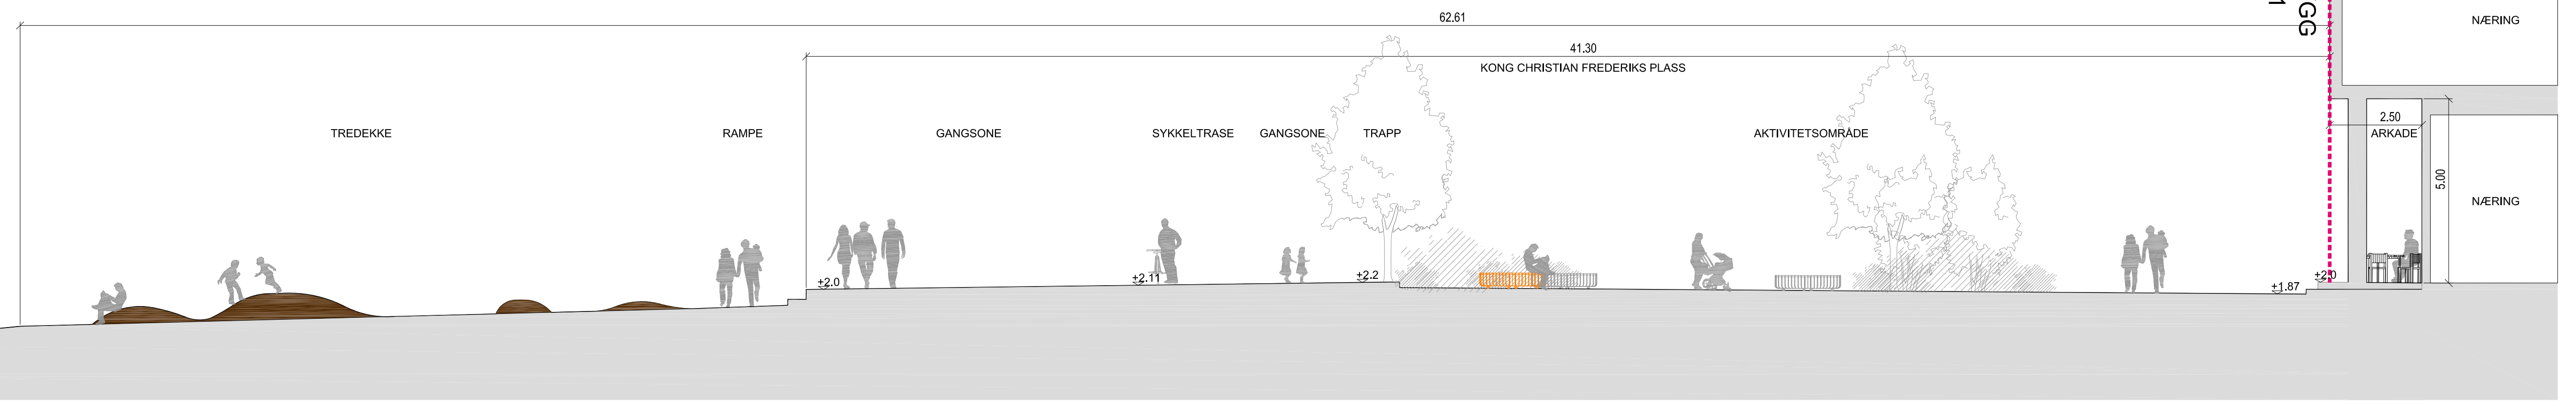 62.61
GG
1
NÆRING
41.30
KONG CHRISTIAN FREDERIKS PLASS
TREDEKKE
RAMPE
GANGSONE
SYKKELTRASE
GANGSONE
TRAPP
AKTIVITETSOMRÅDE
2.50
ARKADE
5.00
NÆRING
±2.0
±2.11
±2.2
±2.0
±1.87